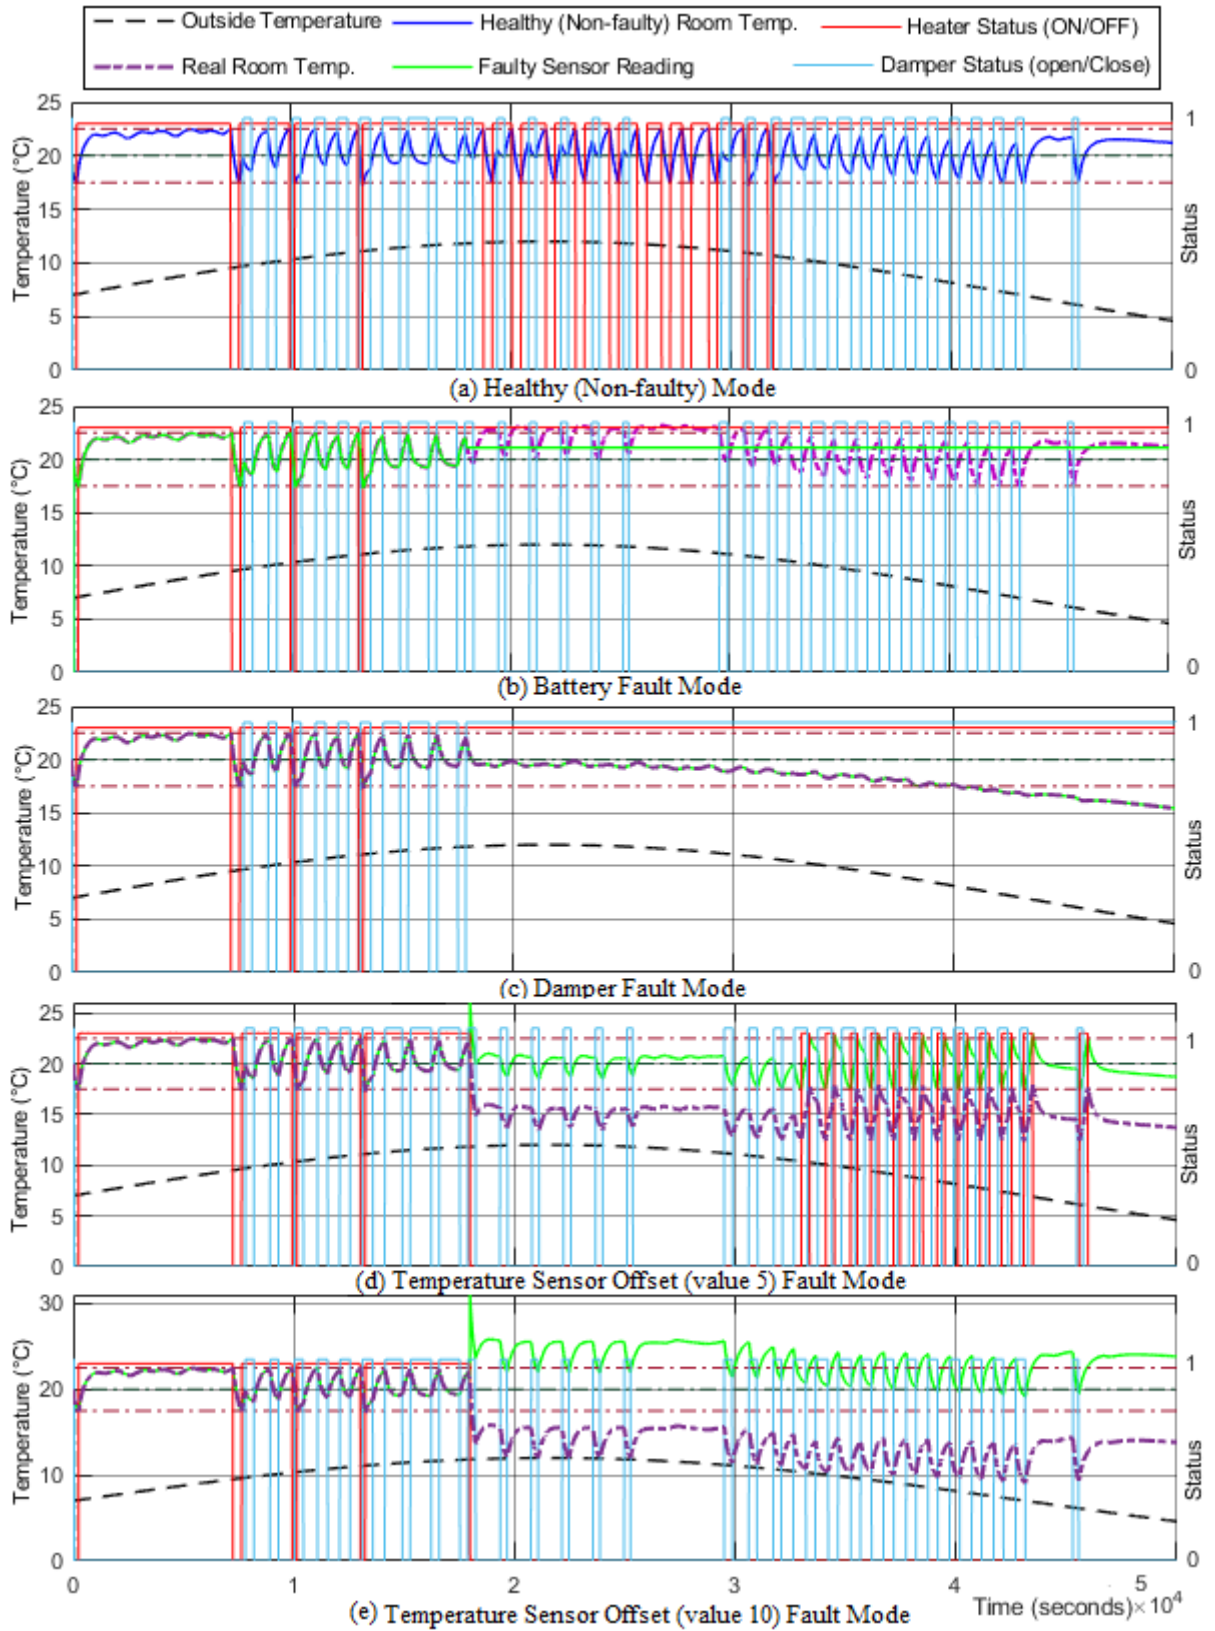 Outside Temperature Healthy (Non-faulty) Room Temp. Heater Status (ON/OFF)
Real Room Temp. Faulty Sensor Reading Damper Status (open/Close)
25
20
15
10
5
0
Temperature (°C)
1
0
Status
(a) Healthy (Non-faulty) Mode
25
20
15
10
5
0
Temperature (°C)
1
0
Status
(b) Battery Fault Mode
25
20
15
10
5
0
Temperature (°C)
1
0
Status
(c) Damper Fault Mode
25
20
15
10
5
0
Temperature (°C)
1
0
Status
(d) Temperature Sensor Offset (value 5) Fault Mode
30
20
10
0
Temperature (°C)
1
0
Status
0 1 2 3 4 5
Time (seconds)×10⁴
(e) Temperature Sensor Offset (value 10) Fault Mode